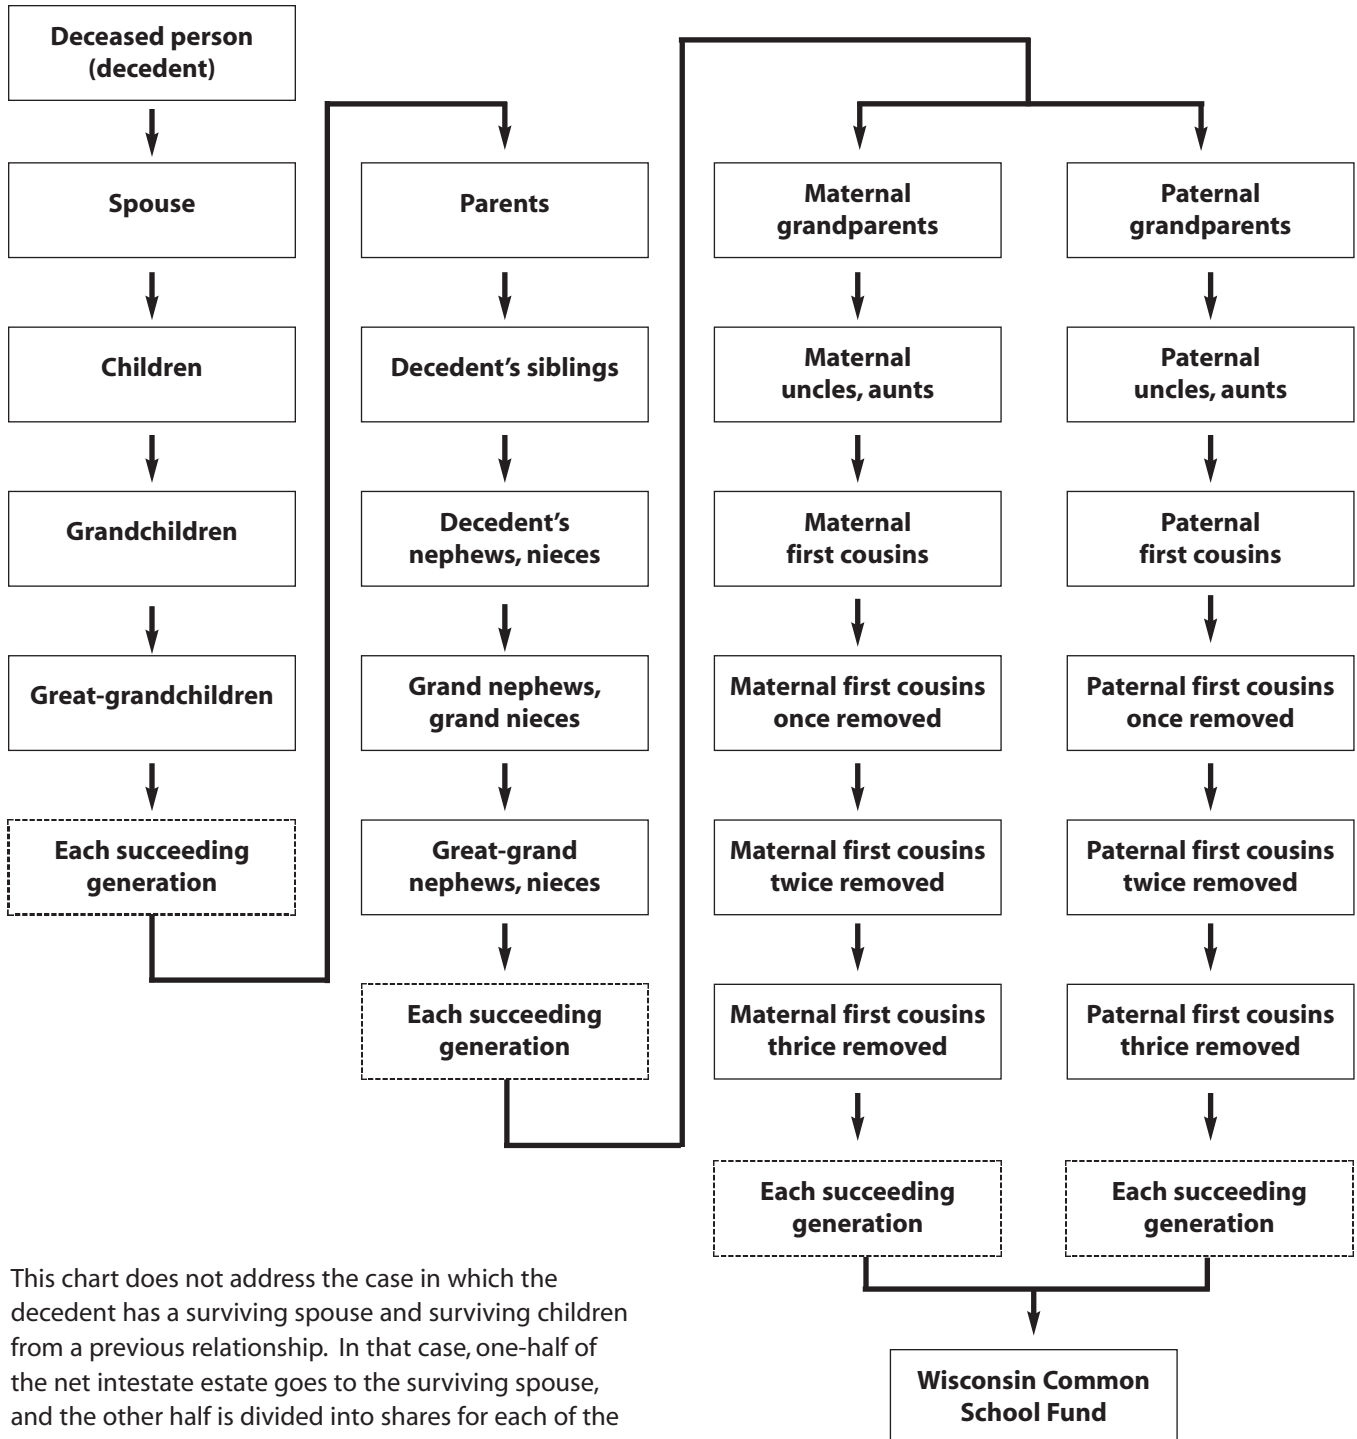 Deceased person
(decedent)
Spouse
Children
Grandchildren
Great-grandchildren
Each succeeding
generation
Parents
Decedent’s siblings
Decedent’s
nephews, nieces
Grand nephews,
grand nieces
Great-grand
nephews, nieces
Each succeeding
generation
Maternal
grandparents
Maternal
uncles, aunts
Maternal
first cousins
Maternal first cousins
once removed
Maternal first cousins
twice removed
Maternal first cousins
thrice removed
Each succeeding
generation
Paternal
grandparents
Paternal
uncles, aunts
Paternal
first cousins
Paternal first cousins
once removed
Paternal first cousins
twice removed
Paternal first cousins
thrice removed
Each succeeding
generation
Wisconsin Common
School Fund
This chart does not address the case in which the
decedent has a surviving spouse and surviving children
from a previous relationship.  In that case, one-half of
the net intestate estate goes to the surviving spouse,
and the other half is divided into shares for each of the